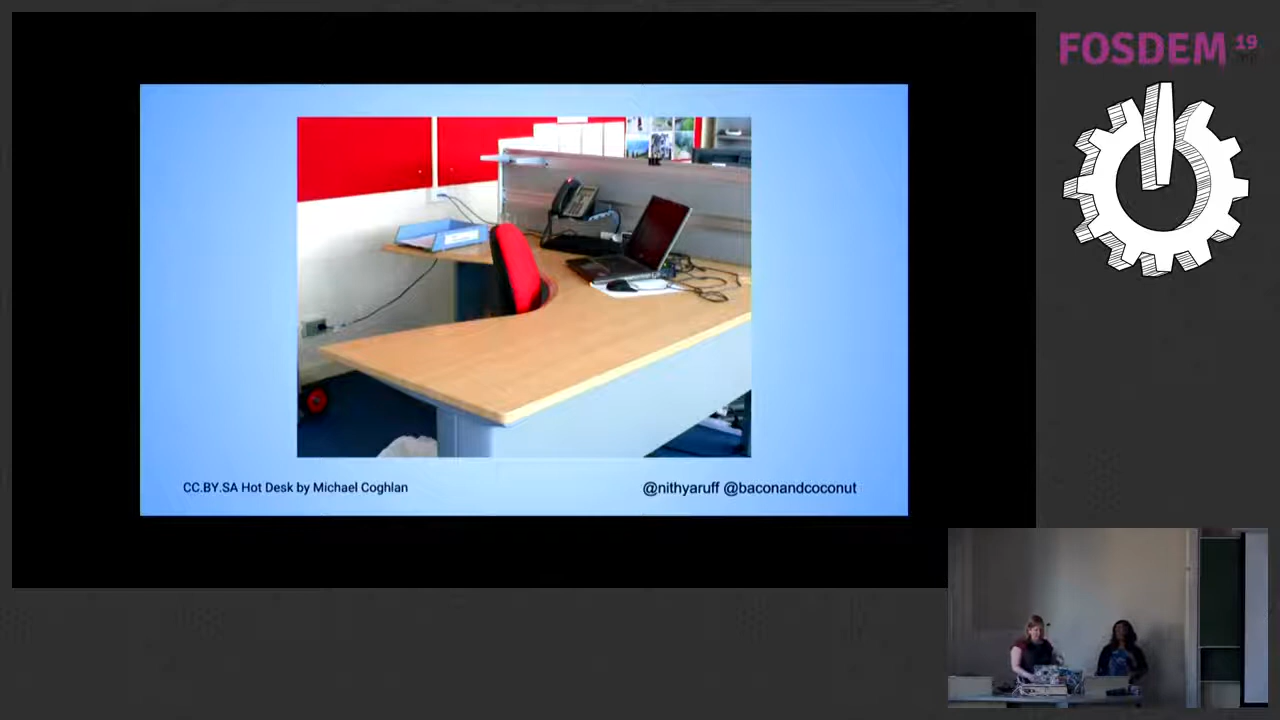 FOSDEM 19
CC.BY.SA Hot Desk by Michael Coghlan
@nithyaruff @baconandcoconut